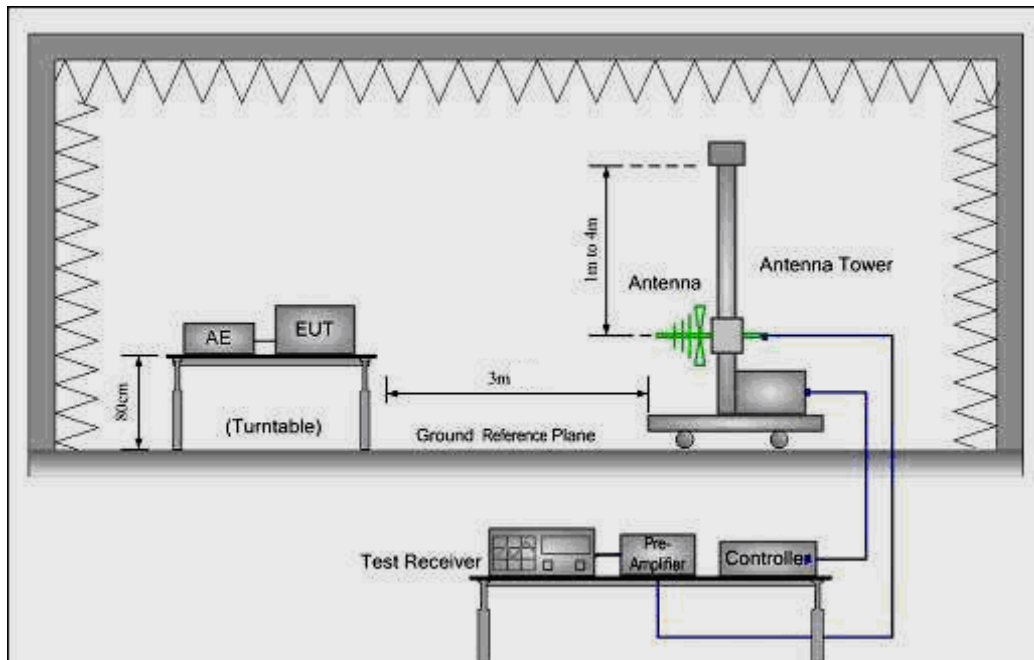 1m to 4m
Antenna Tower
Antenna
AE
EUT
3m
80cm
(Turntable)
Ground Reference Plane
Test Receiver
Pre-
Amplifier
Controller